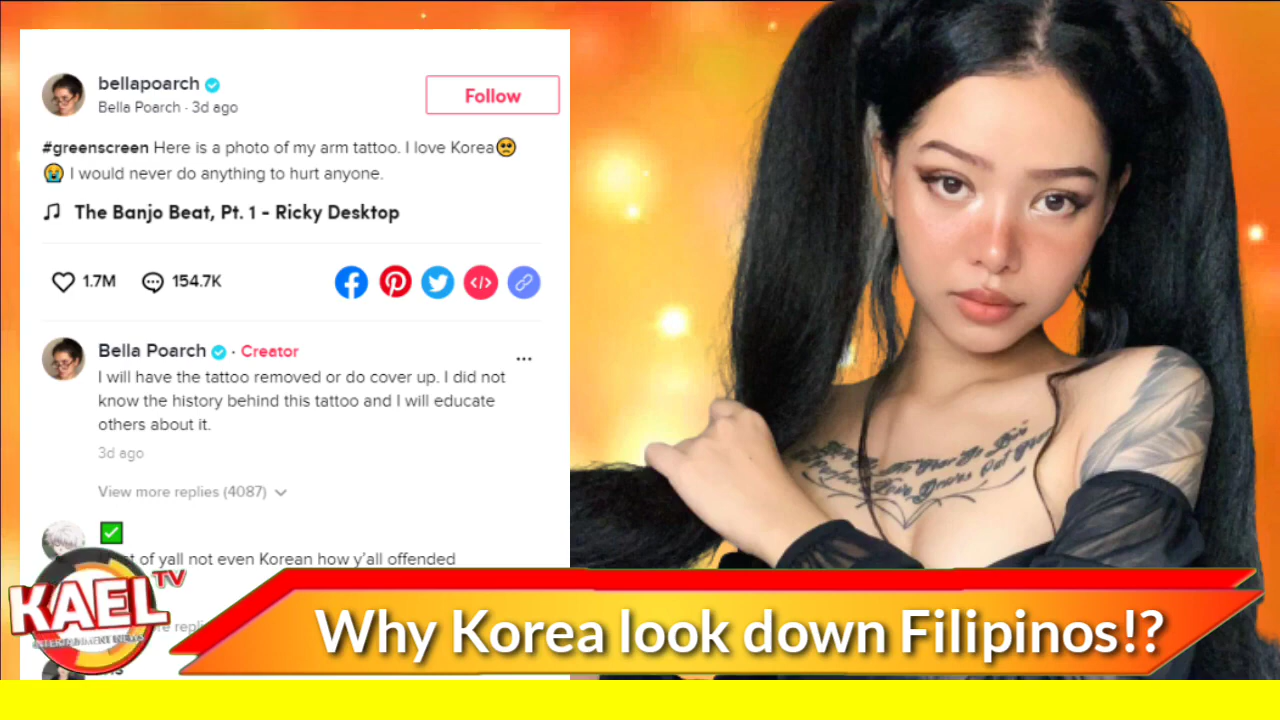 bellapoarch
Follow
Bella Poarch · 3d ago
#greenscreen Here is a photo of my arm tattoo. I love Korea🥺
😭 I would never do anything to hurt anyone.
The Banjo Beat, Pt. 1 - Ricky Desktop
1.7M 154.7K
Bella Poarch · Creator
I will have the tattoo removed or do cover up. I did not
know the history behind this tattoo and I will educate
others about it.
3d ago
View more replies (4087)
of yall not even Korean how y'all offended
KAEL TV
ENTERTAINMENT NEWS
Why Korea look down Filipinos!?